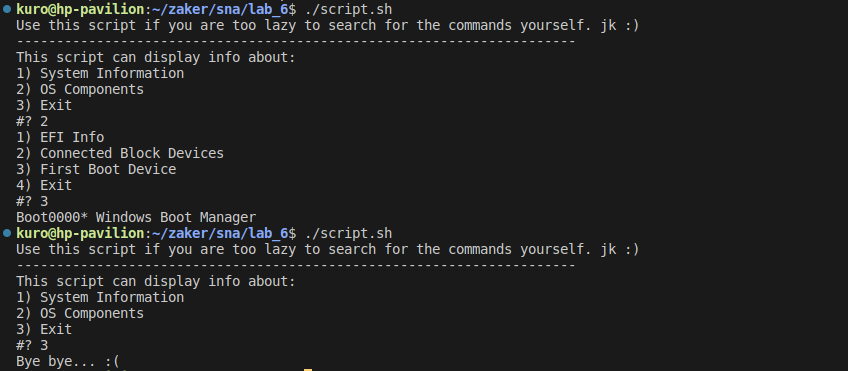 kuro@hp-pavilion:~/zaker/sna/lab_6$ ./script.sh
Use this script if you are too lazy to search for the commands yourself. jk :)
----------------------------------------------------------------------
This script can display info about:
1) System Information
2) OS Components
3) Exit
#? 2
1) EFI Info
2) Connected Block Devices
3) First Boot Device
4) Exit
#? 3
Boot0000* Windows Boot Manager
kuro@hp-pavilion:~/zaker/sna/lab_6$ ./script.sh
Use this script if you are too lazy to search for the commands yourself. jk :)
----------------------------------------------------------------------
This script can display info about:
1) System Information
2) OS Components
3) Exit
#? 3
Bye bye... :(